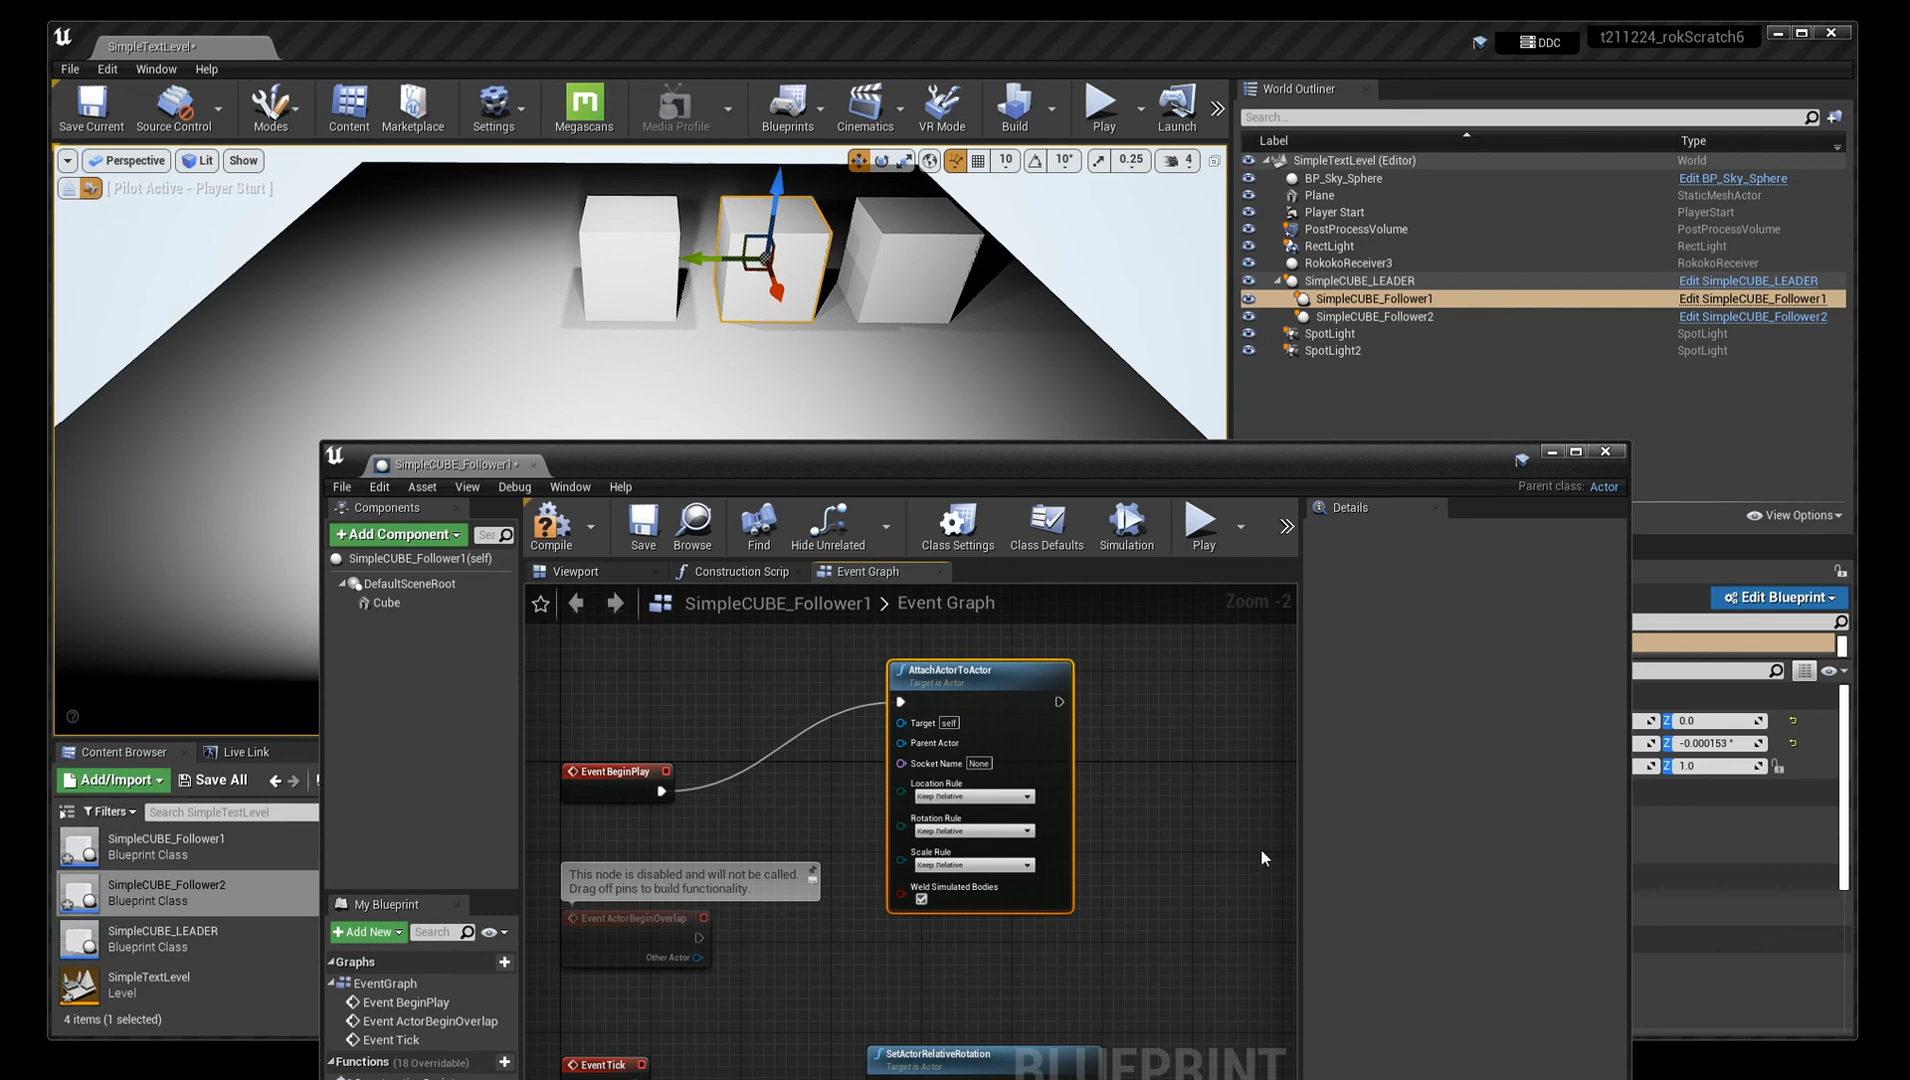 SimpleTextLevel*
DDC
t211224_rokScratch6
File Edit Window Help
Save Current
Source Control
Modes
Content
Marketplace
Settings
Megascans
Media Profile
Blueprints
Cinematics
VR Mode
Build
Play
Launch
World Outliner
Search...
Label Type
SimpleTextLevel (Editor) World
BP_Sky_Sphere Edit BP_Sky_Sphere
Plane StaticMeshActor
Player Start PlayerStart
PostProcessVolume PostProcessVolume
RectLight RectLight
RokokoReceiver3 RokokoReceiver
SimpleCUBE_LEADER Edit SimpleCUBE_LEADER
SimpleCUBE_Follower1 Edit SimpleCUBE_Follower1
SimpleCUBE_Follower2 Edit SimpleCUBE_Follower2
SpotLight SpotLight
SpotLight2 SpotLight
View Options
Perspective Lit Show
10 10° 0.25 4
[ Pilot Active - Player Start ]
SimpleCUBE_Follower1*
File Edit Asset View Debug Window Help
Parent class: Actor
Components
+Add Component
Sea
SimpleCUBE_Follower1(self)
DefaultSceneRoot
Cube
Compile
Save
Browse
Find
Hide Unrelated
Class Settings
Class Defaults
Simulation
Play
Details
Viewport
Construction Scrip
Event Graph
SimpleCUBE_Follower1 > Event Graph
Zoom -2
AttachActorToActor
Target is Actor
Target self
Parent Actor
Socket Name None
Location Rule
Keep Relative
Rotation Rule
Keep Relative
Scale Rule
Keep Relative
Weld Simulated Bodies
Event BeginPlay
This node is disabled and will not be called.
Drag off pins to build functionality.
Event ActorBeginOverlap
Other Actor
Event Tick
SetActorRelativeRotation
Target is Actor
BLUEPRINT
Edit Blueprint
Z 0.0
Z -0.000153 °
Z 1.0
Content Browser
Live Link
Add/Import
Save All
Filters
Search SimpleTestLevel
SimpleCUBE_Follower1
Blueprint Class
SimpleCUBE_Follower2
Blueprint Class
SimpleCUBE_LEADER
Blueprint Class
SimpleTextLevel
Level
4 items (1 selected)
My Blueprint
+Add New
Search
Graphs
EventGraph
Event BeginPlay
Event ActorBeginOverlap
Event Tick
Functions (18 Overridable)